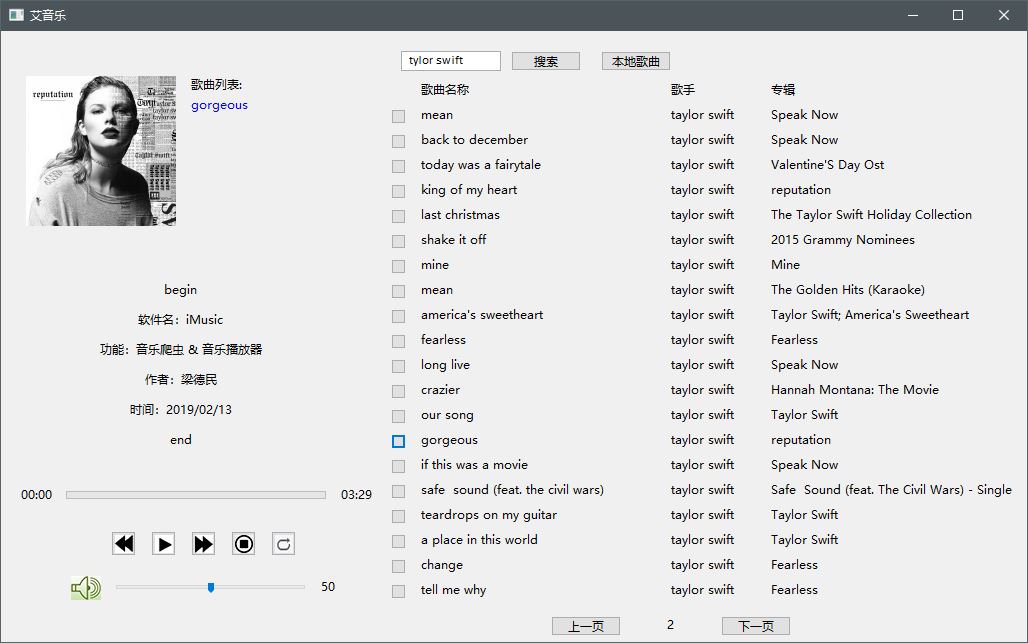 艾音乐
tylor swift 搜索 本地歌曲
reputation
歌曲列表:
gorgeous
begin
软件名：iMusic
功能：音乐爬虫 & 音乐播放器
作者：梁德民
时间：2019/02/13
end
00:00 03:29
50
歌曲名称 歌手 专辑
mean taylor swift Speak Now
back to december taylor swift Speak Now
today was a fairytale taylor swift Valentine'S Day Ost
king of my heart taylor swift reputation
last christmas taylor swift The Taylor Swift Holiday Collection
shake it off taylor swift 2015 Grammy Nominees
mine taylor swift Mine
mean taylor swift The Golden Hits (Karaoke)
america's sweetheart taylor swift Taylor Swift; America's Sweetheart
fearless taylor swift Fearless
long live taylor swift Speak Now
crazier taylor swift Hannah Montana: The Movie
our song taylor swift Taylor Swift
gorgeous taylor swift reputation
if this was a movie taylor swift Speak Now
safe  sound (feat. the civil wars) taylor swift Safe  Sound (feat. The Civil Wars) - Single
teardrops on my guitar taylor swift Taylor Swift
a place in this world taylor swift Taylor Swift
change taylor swift Fearless
tell me why taylor swift Fearless
上一页 2 下一页